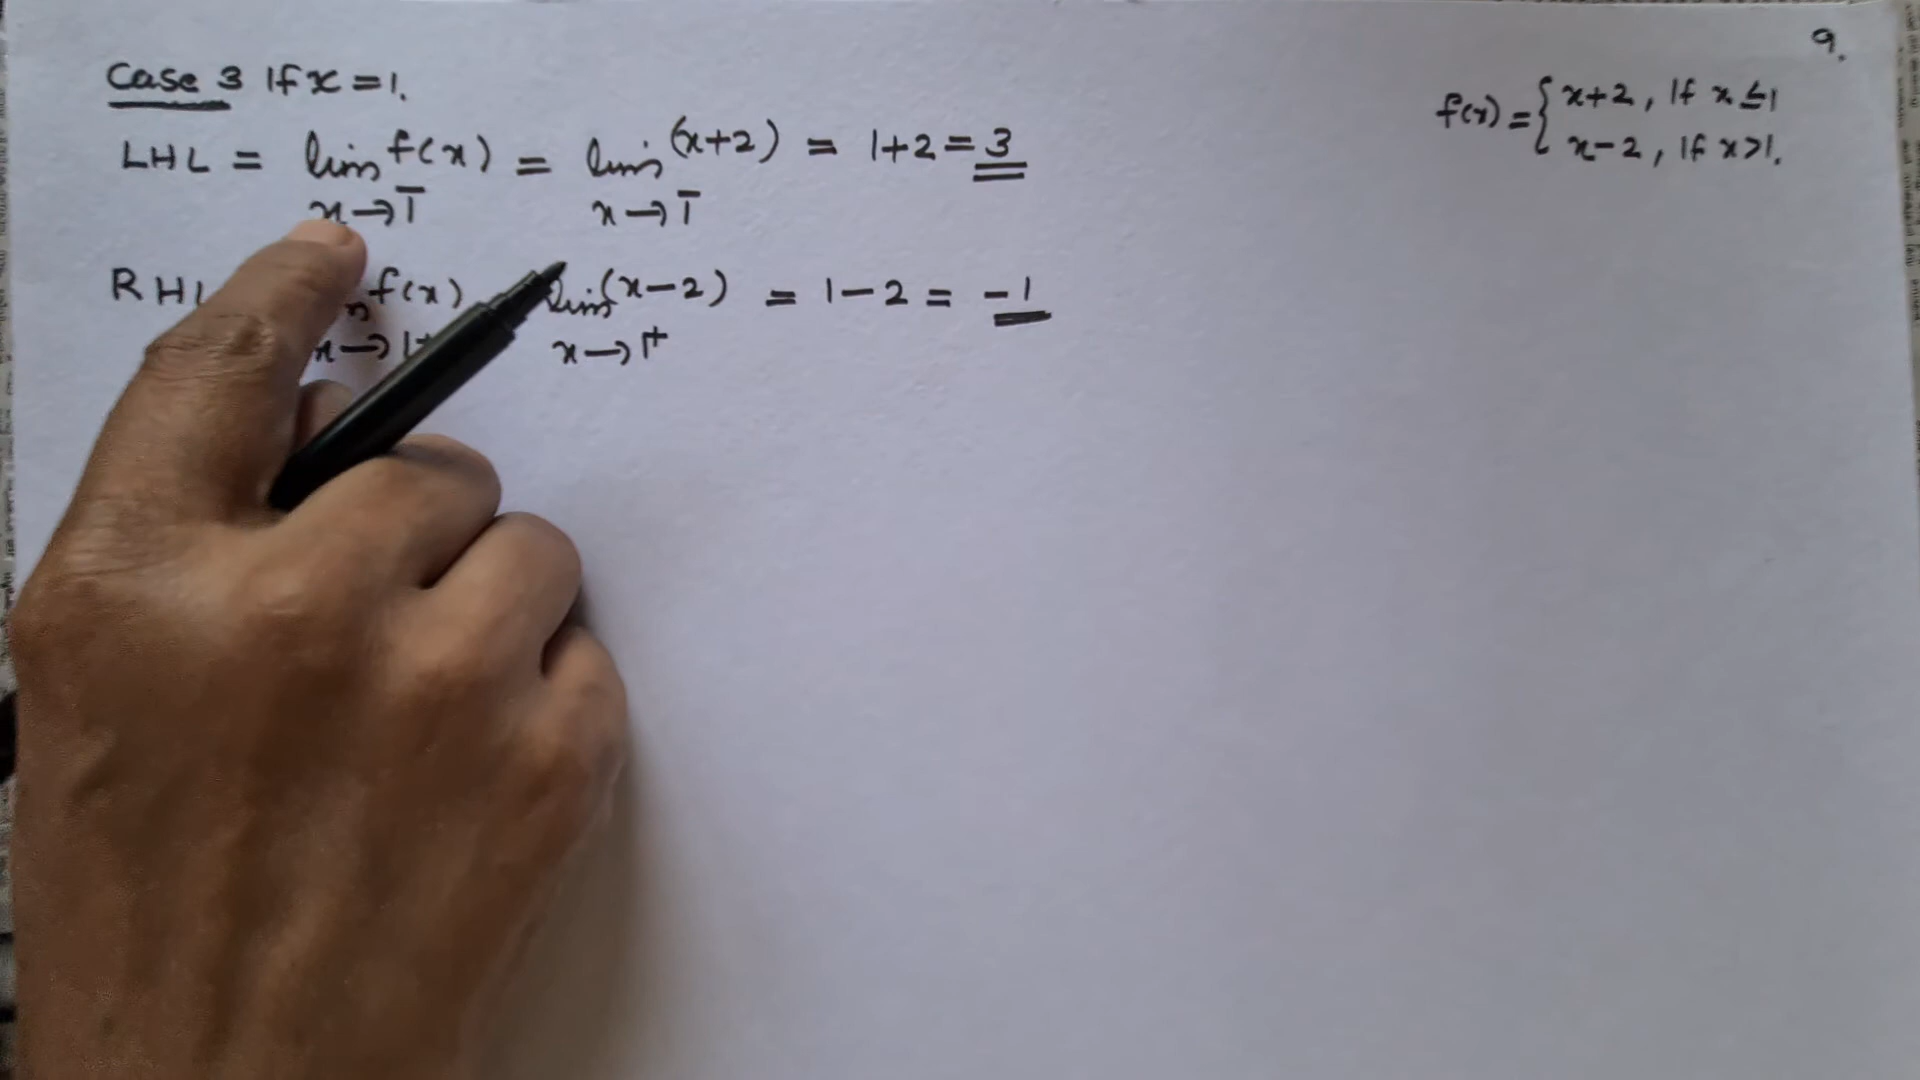 9.
Case 3 If x = 1.
f(x) = { x+2, If x ≤ 1
x-2, If x > 1.
LHL = lim f(x) = lim (x+2) = 1+2 = 3
x→1⁻ x→1⁻
RHL f(x) lim (x-2) = 1-2 = -1
x→1+ x→1⁺